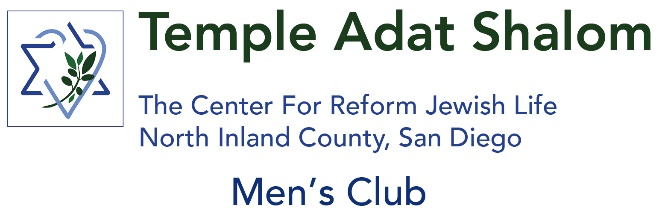 Temple Adat Shalom
The Center For Reform Jewish Life
North Inland County, San Diego
Men's Club